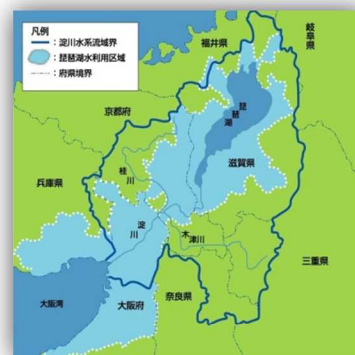 凡例
：淀川水系流域界
：琵琶湖水利用区域
：府県境界
福井県
岐阜県
京都府
琵琶湖
滋賀県
兵庫県
桂川
淀川
木津川
三重県
大阪湾
大阪府
奈良県